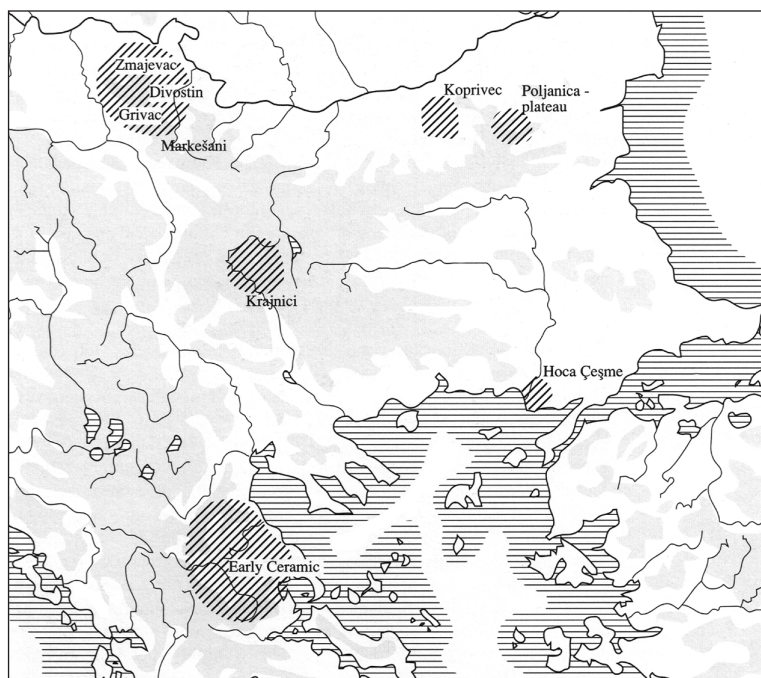 Zmajevac
Divostin
Grivac
Markešani
Koprivec
Poljanica -
plateau
Krajnici
Hoca Çeşme
Early Ceramic